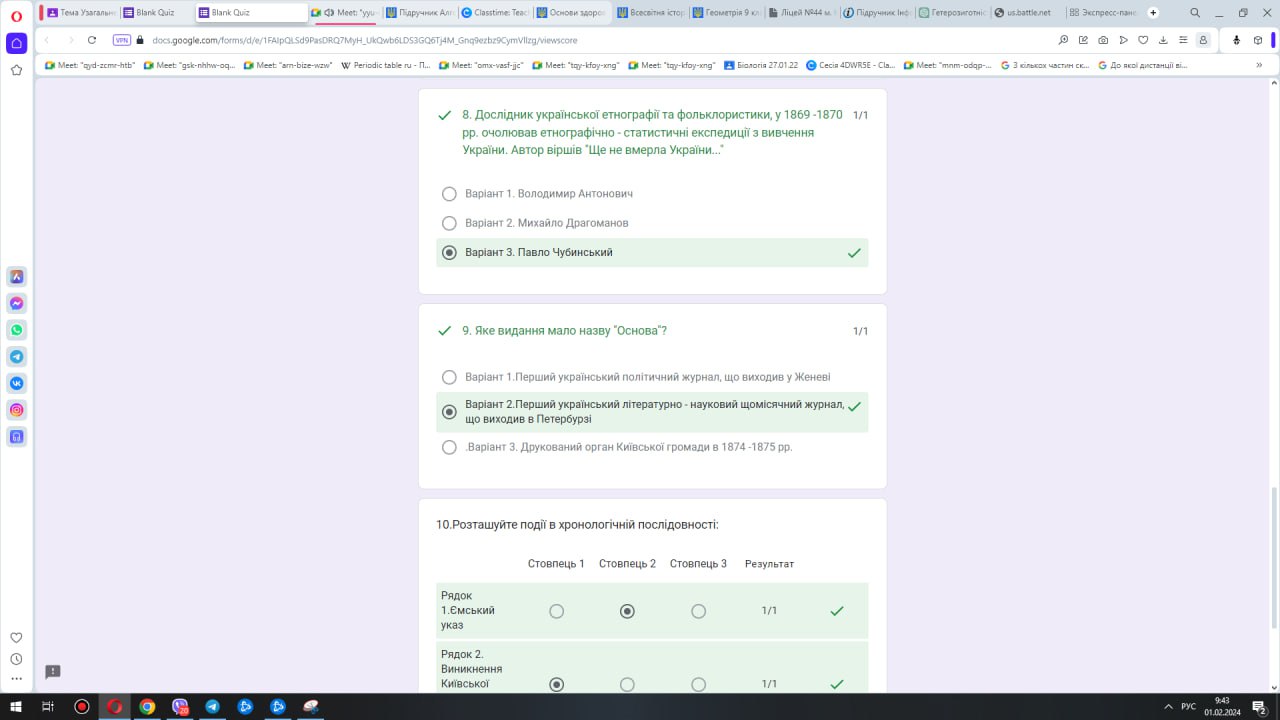 Тема Узагальн
Blank Quiz
Blank Quiz
Meet: "yyu-
Підручник Алг
Classtime: Teac
Основи здоров
Всесвітня істор
Геометрія 9 кл
Ліцей №44 м.
Підручник Інф
Гетерозиготні
us.battle.net
Экспресс-пане
VPN
docs.google.com/forms/d/e/1FAIpQLSd9PasDRQ7MyH_UkQwb6LDS3GQ6Tj4M_Gnq9ezbz9CymVlIzg/viewscore
Meet: "qyd-zcmr-htb"
Meet: "gsk-nhhw-oq...
Meet: "arn-bize-wzw"
Periodic table ru - П...
Meet: "omx-vasf-jjc"
Meet: "tqy-kfoy-xng"
Meet: "tqy-kfoy-xng"
Біологія 27.01.22
Сесія 4DWR5E - Cla...
Meet: "mnm-odqp-...
З кількох частин ск...
До якої дистанції ві...
8. Дослідник української етнографії та фольклористики, у 1869 -1870
1/1
рр. очолював етнографічно - статистичні експедиції з вивчення
України. Автор віршів "Ще не вмерла України..."
Варіант 1. Володимир Антонович
Варіант 2. Михайло Драгоманов
Варіант 3. Павло Чубинський
9. Яке видання мало назву "Основа"?
1/1
Варіант 1.Перший український політичний журнал, що виходив у Женеві
Варіант 2.Перший український літературно - науковий щомісячний журнал,
що виходив в Петербурзі
.Варіант 3. Друкований орган Київської громади в 1874 -1875 рр.
10.Розташуйте події в хронологічній послідовності:
Стовпець 1 Стовпець 2 Стовпець 3 Результат
Рядок
1.Ємський
указ
1/1
Рядок 2.
Виникнення
Київської
1/1
РУС
9:43
01.02.2024
2